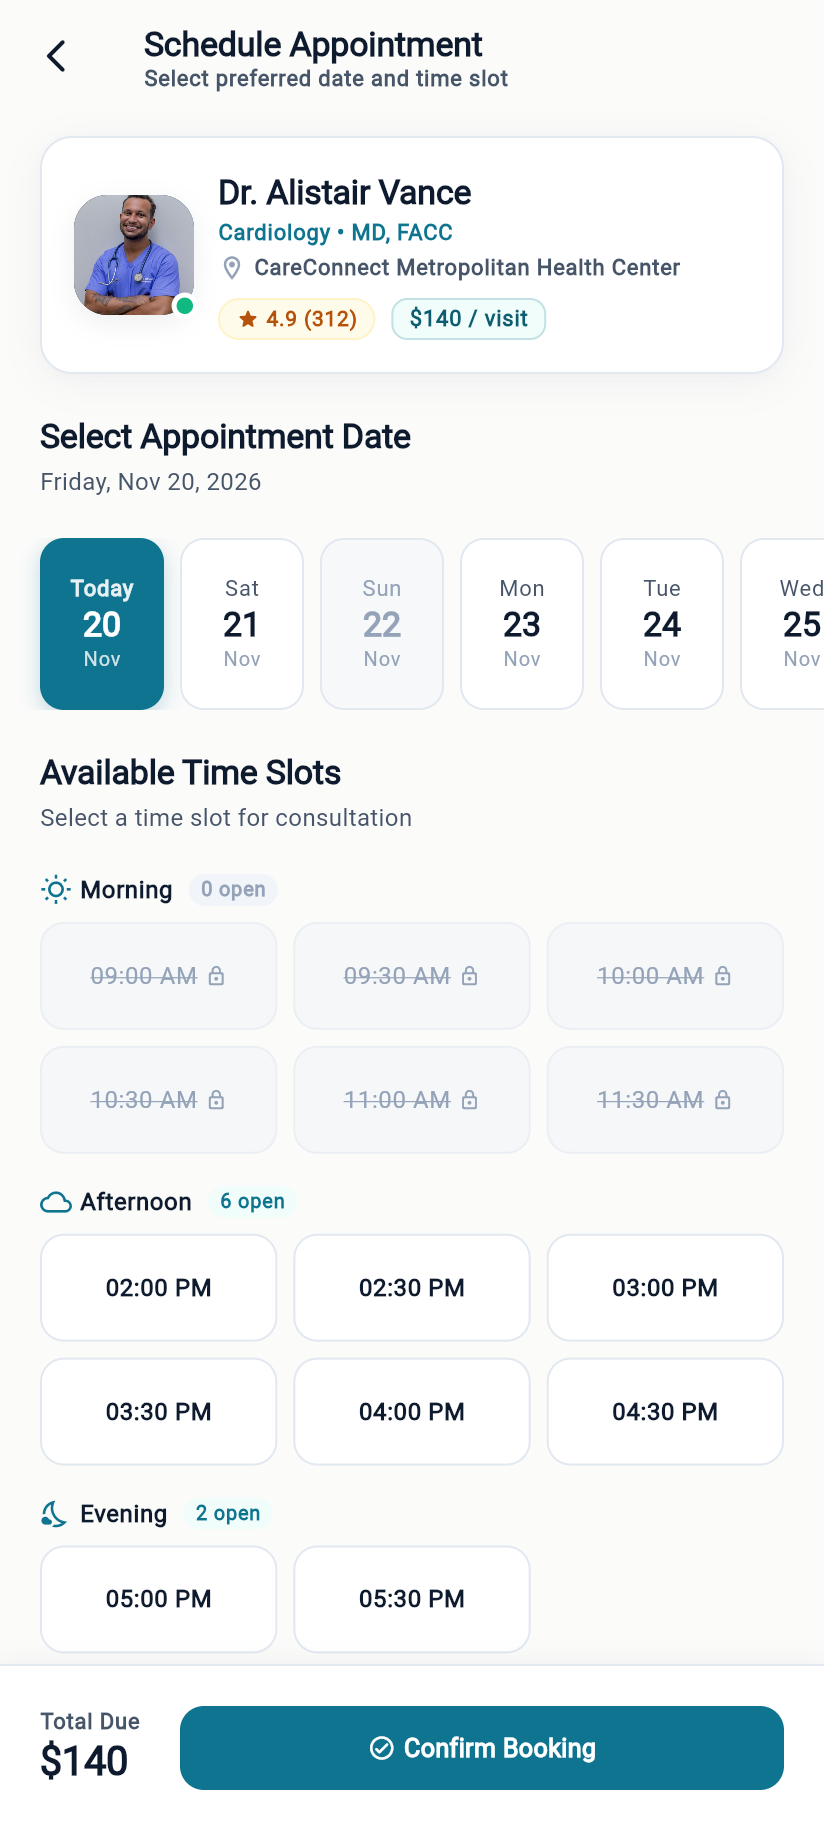 Schedule Appointment
Select preferred date and time slot
Dr. Alistair Vance
Cardiology • MD, FACC
CareConnect Metropolitan Health Center
4.9 (312)
$140 / visit
Select Appointment Date
Friday, Nov 20, 2026
Today Sat Sun Mon Tue Wed
20 21 22 23 24 25
Nov Nov Nov Nov Nov Nov
Available Time Slots
Select a time slot for consultation
Morning 0 open
09:00 AM 09:30 AM 10:00 AM
10:30 AM 11:00 AM 11:30 AM
Afternoon 6 open
02:00 PM 02:30 PM 03:00 PM
03:30 PM 04:00 PM 04:30 PM
Evening 2 open
05:00 PM 05:30 PM
Total Due
$140
Confirm Booking